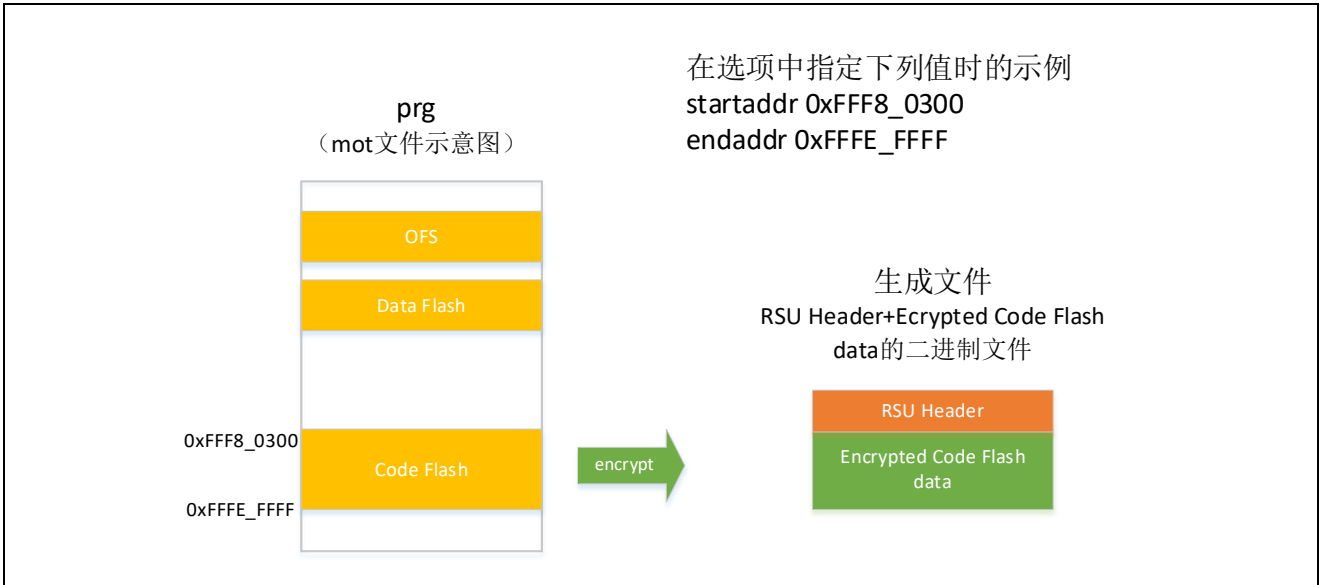 在选项中指定下列值时的示例
startaddr 0xFFF8_0300
endaddr 0xFFFE_FFFF
prg
（mot文件示意图）
OFS
Data Flash
0xFFF8_0300
Code Flash
0xFFFE_FFFF
encrypt
生成文件
RSU Header+Ecrypted Code Flash
data的二进制文件
RSU Header
Encrypted Code Flash
data